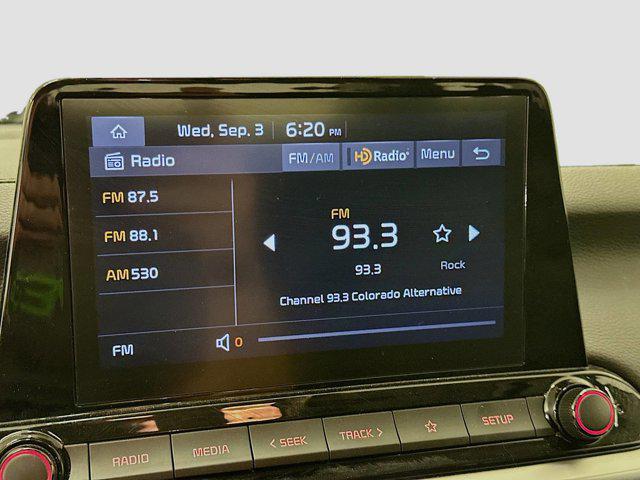 Wed, Sep. 3 6:20 PM
Radio FM/AM HD Radio Menu
FM 87.5
FM 88.1
AM 530
FM
FM
93.3
93.3 Rock
Channel 93.3 Colorado Alternative
0
RADIO MEDIA < SEEK TRACK > SETUP